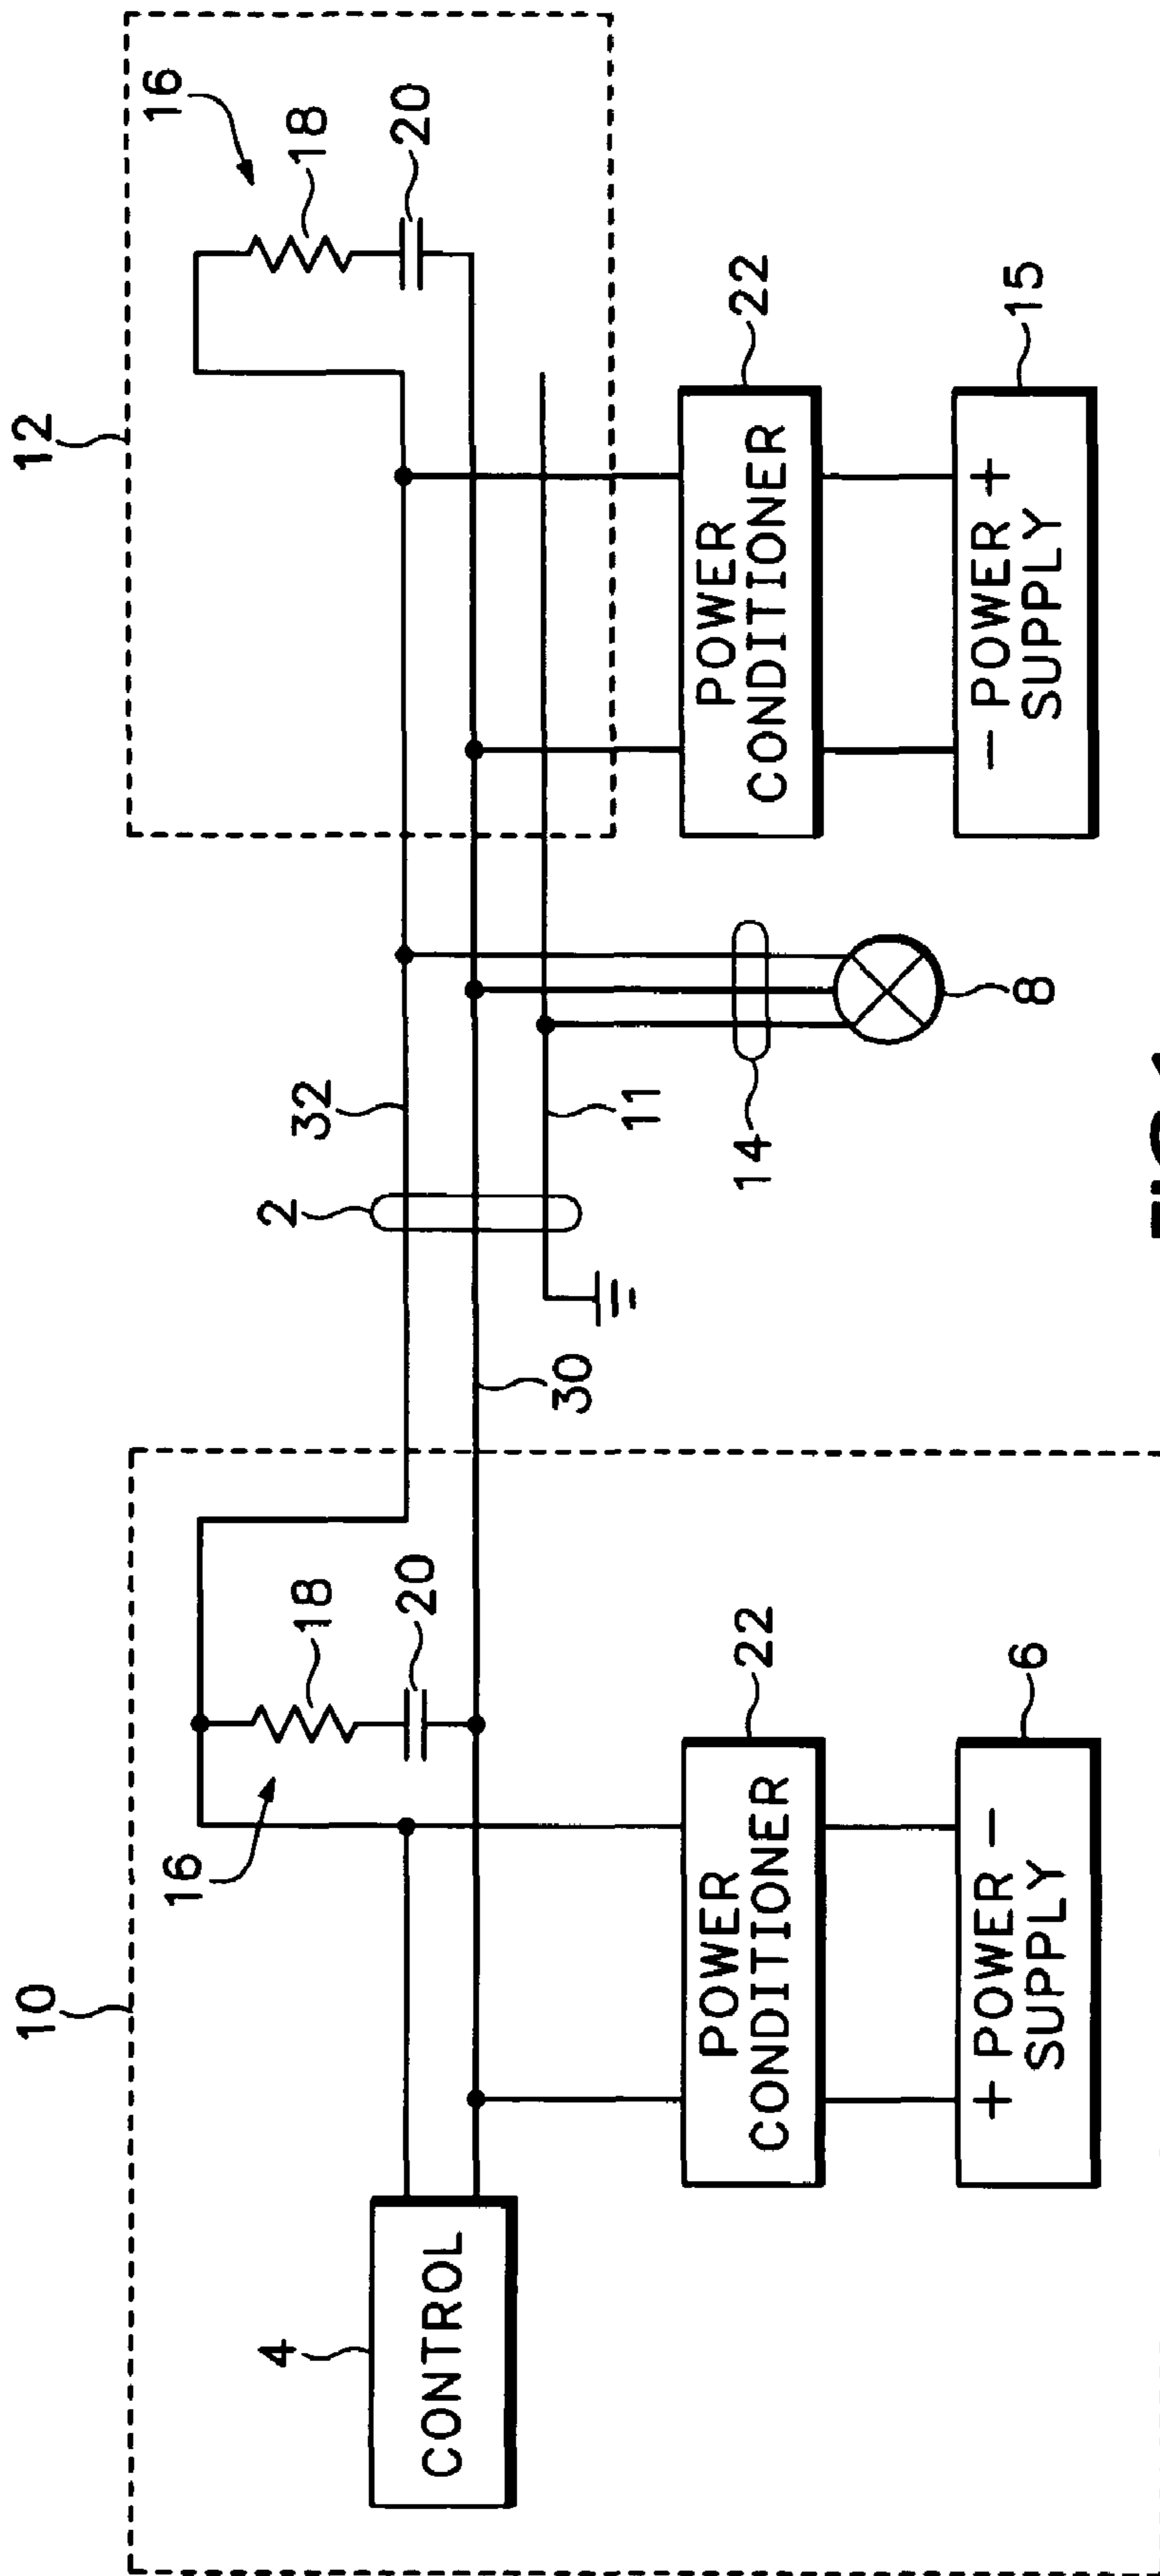 10
12
16
18
20
4
CONTROL
2
32
16
18
20
30
11
14
8
POWER
CONDITIONER
22
+ POWER −
SUPPLY
6
POWER
CONDITIONER
22
− POWER +
SUPPLY
15